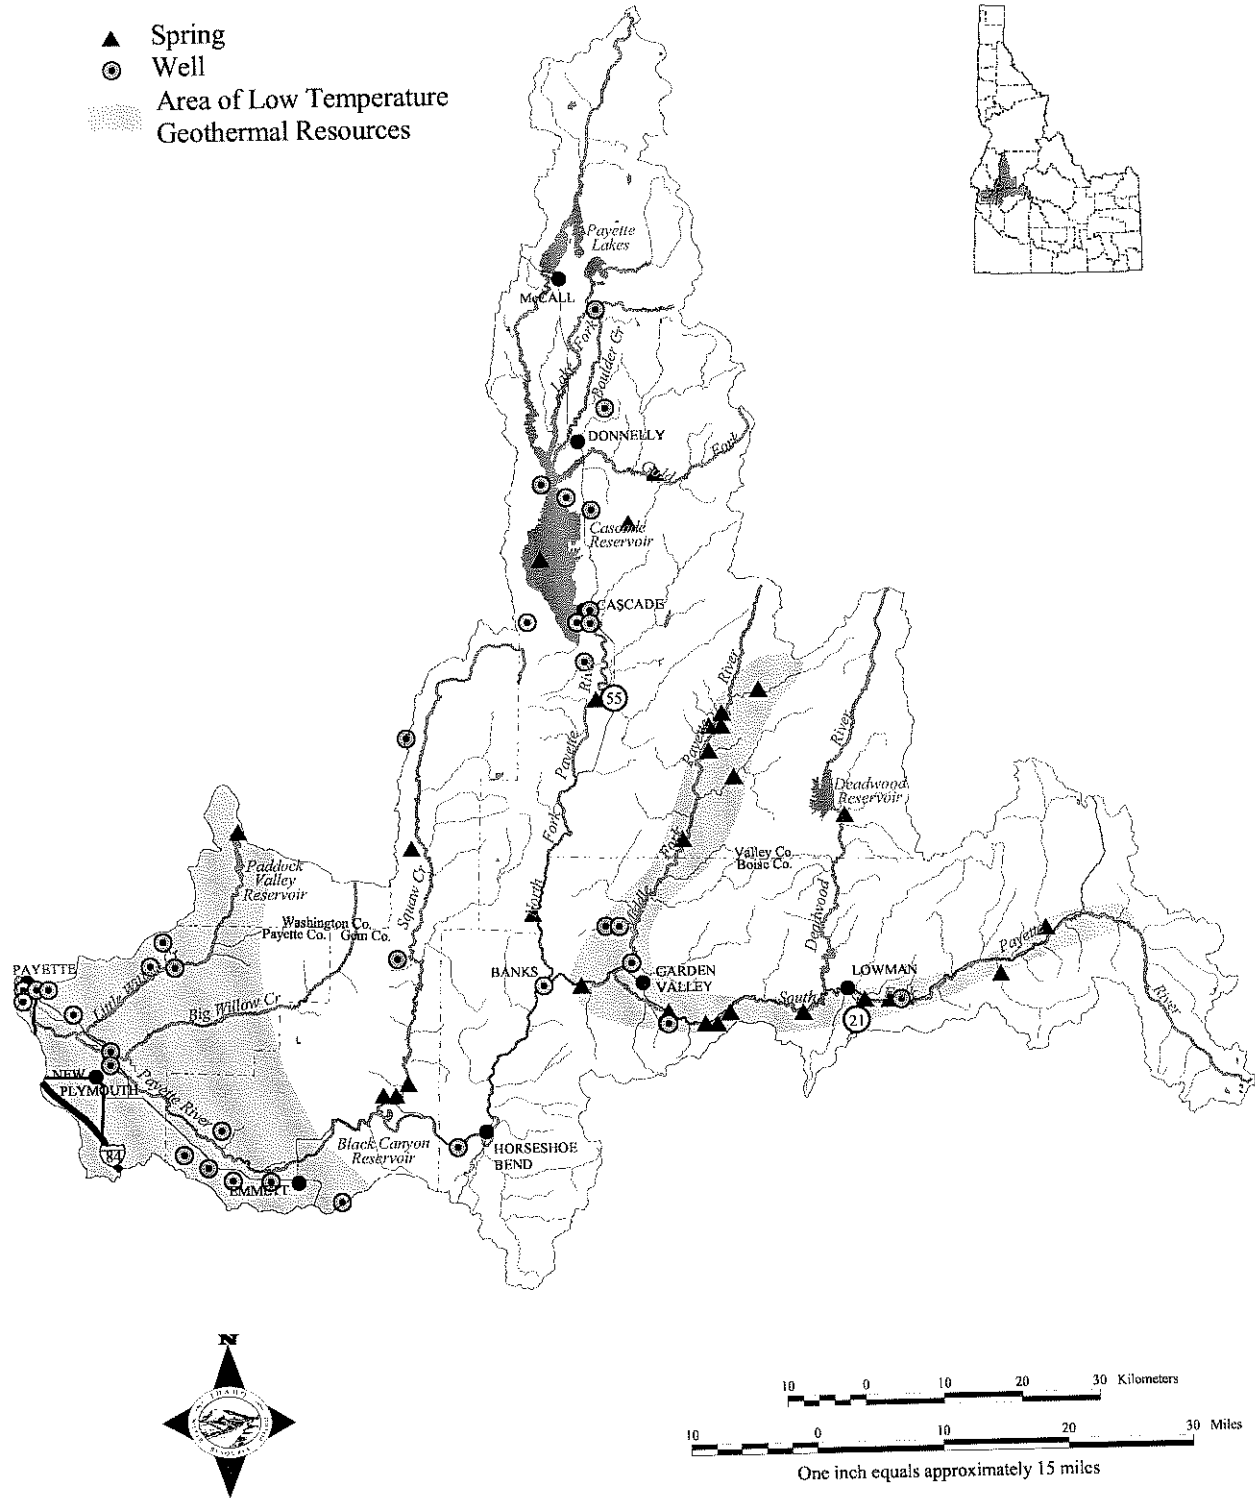 Spring
Well
Area of Low Temperature
Geothermal Resources
Payette
Lakes
McCALL
Lake Fork
Boulder Cr
DONNELLY
Gold Fork
Cascade
Reservoir
CASCADE
55
North Fork Payette River
Middle Fork Payette River
Deadwood River
Deadwood
Reservoir
Valley Co.
Boise Co.
Squaw Cr
Paddock
Valley
Reservoir
Washington Co.
Payette Co. Gem Co.
PAYETTE
Little Willow
Big Willow Cr
BANKS
GARDEN
VALLEY
LOWMAN
South Fork Payette River
21
NEW
PLYMOUTH
Payette River
84
Black Canyon
Reservoir
HORSESHOE
BEND
EMMETT
N
IDAHO
10 0 10 20 30 Kilometers
10 0 10 20 30 Miles
One inch equals approximately 15 miles